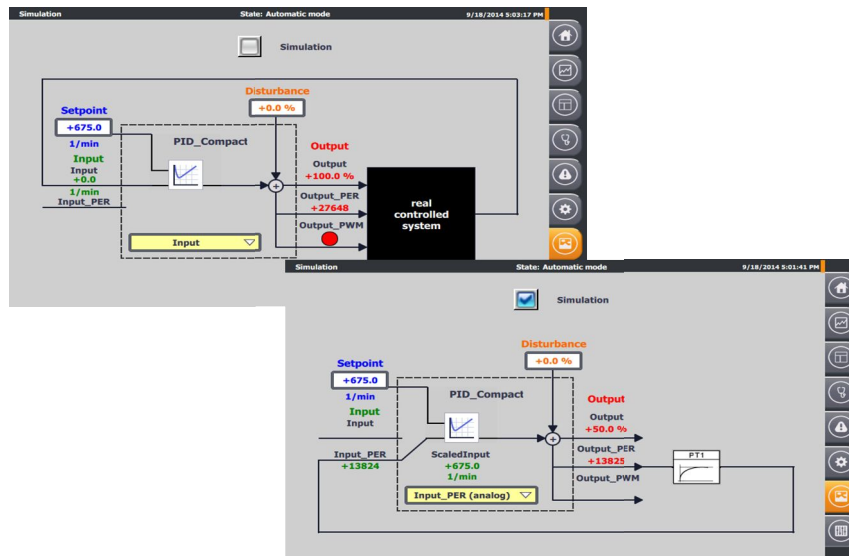 Simulation
State: Automatic mode
9/18/2014 5:03:17 PM
Simulation
Disturbance
+0.0 %
Setpoint
+675.0
1/min
PID_Compact
Input
Input
+0.0
1/min
Input_PER
Input
Output
Output
+100.0 %
Output_PER
+27648
Output_PWM
real
controlled
system
Simulation
State: Automatic mode
9/18/2014 5:01:41 PM
Simulation
Disturbance
+0.0 %
Setpoint
+675.0
1/min
PID_Compact
Input
Input
Input_PER
+13824
ScaledInput
+675.0
1/min
Input_PER (analog)
Output
Output
+50.0 %
Output_PER
+13825
Output_PWM
PT1